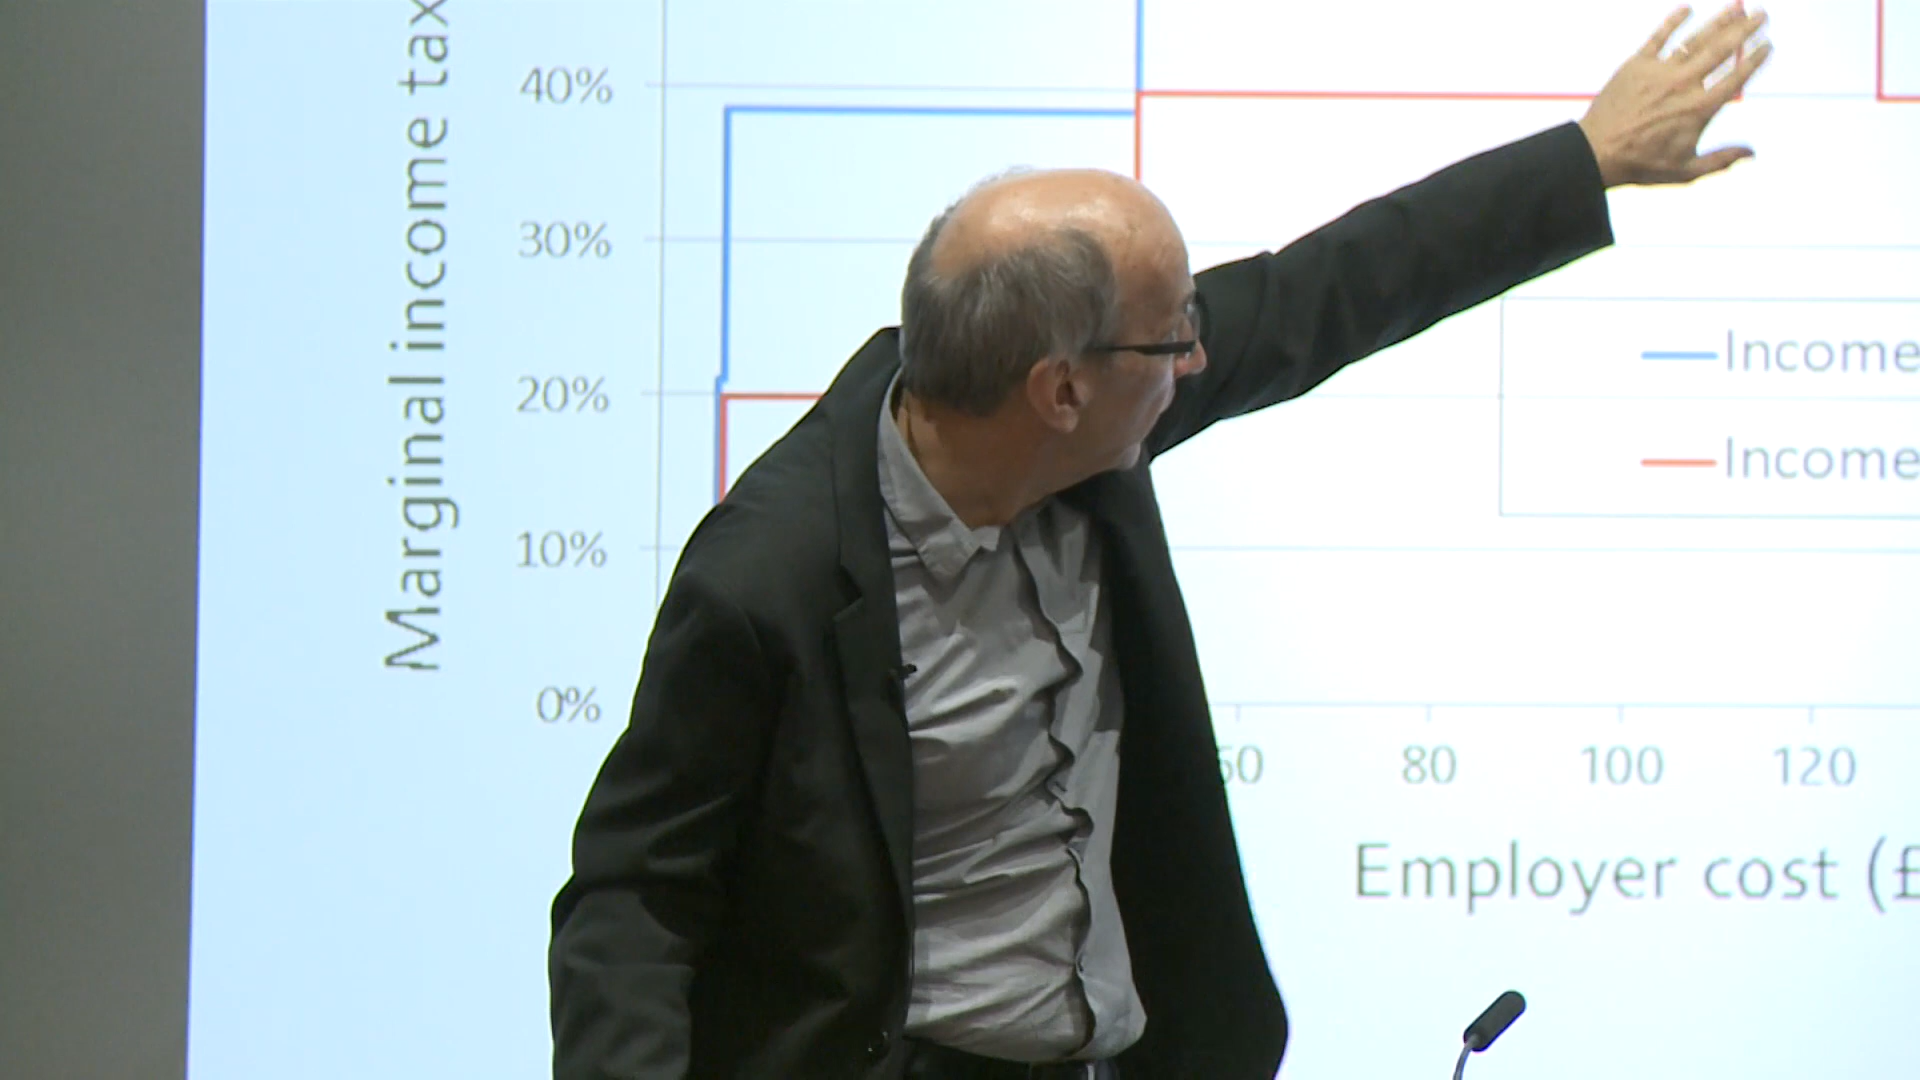 Marginal income tax
40%
30%
20%
10%
0%
Income
Income
60
80
100
120
Employer cost (£